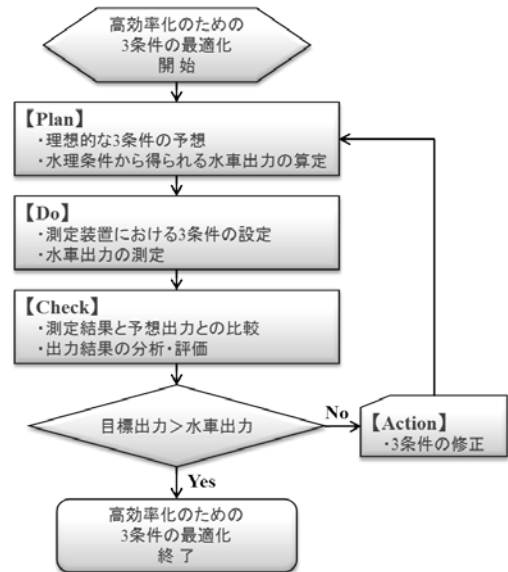 高効率化のための
3条件の最適化
開 始
【Plan】
・理想的な3条件の予想
・水理条件から得られる水車出力の算定
【Do】
・測定装置における3条件の設定
・水車出力の測定
【Check】
・測定結果と予想出力との比較
・出力結果の分析・評価
目標出力＞水車出力
No
【Action】
・3条件の修正
Yes
高効率化のための
3条件の最適化
終 了